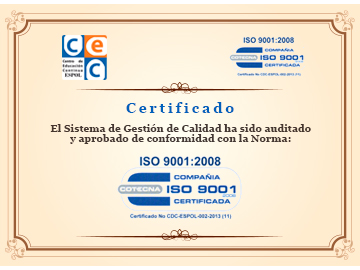 CEC
Centro de
Educación
Continua
ESPOL
ISO 9001:2008
COMPAÑIA
COTECNA ISO 9001
CERTIFICADA
Certificado No CDC-ESPOL-002-2013 (11)
Certificado
El Sistema de Gestión de Calidad ha sido auditado
y aprobado de conformidad con la Norma:
ISO 9001:2008
COMPAÑIA
COTECNA ISO 9001
2008
CERTIFICADA
Certificado No CDC-ESPOL-002-2013 (11)